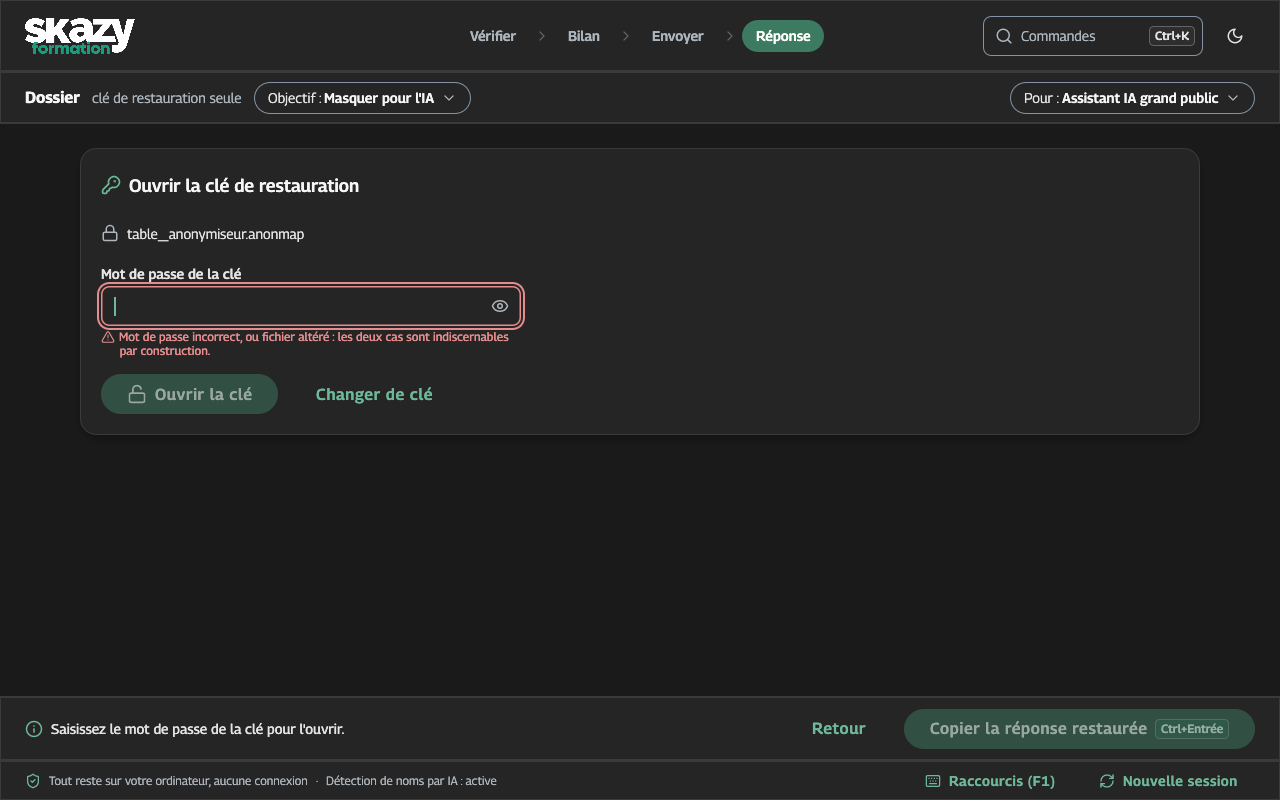 skazy
formation
Vérifier
Bilan
Envoyer
Réponse
Commandes
Ctrl+K
Dossier clé de restauration seule
Objectif : Masquer pour l'IA
Pour : Assistant IA grand public
Ouvrir la clé de restauration
table_anonymiseur.anonmap
Mot de passe de la clé
Mot de passe incorrect, ou fichier altéré : les deux cas sont indiscernables
par construction.
Ouvrir la clé
Changer de clé
Saisissez le mot de passe de la clé pour l'ouvrir.
Retour
Copier la réponse restaurée Ctrl+Entrée
Tout reste sur votre ordinateur, aucune connexion · Détection de noms par IA : active
Raccourcis (F1)
Nouvelle session